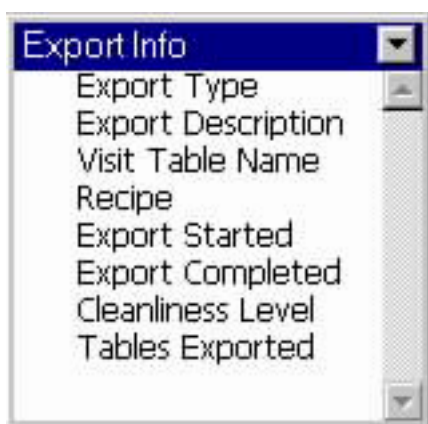 Export Info
Export Type
Export Description
Visit Table Name
Recipe
Export Started
Export Completed
Cleanliness Level
Tables Exported